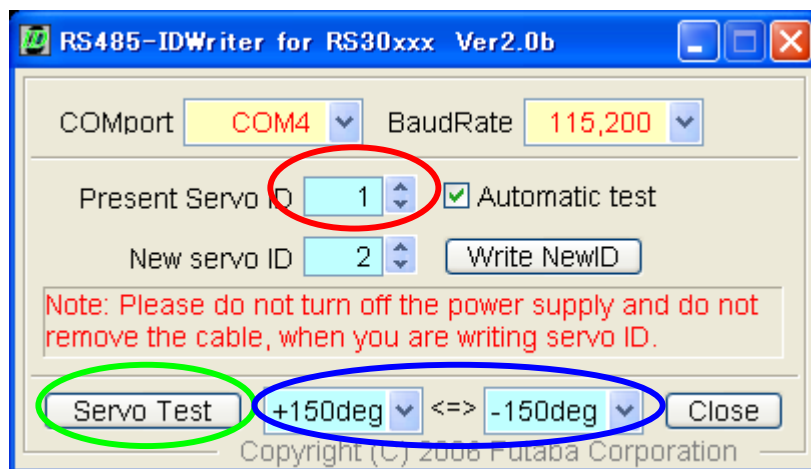 RS485-IDWriter for RS30xxx Ver2.0b
COMport COM4 BaudRate 115,200
Present Servo ID 1 Automatic test
New servo ID 2 Write NewID
Note: Please do not turn off the power supply and do not
remove the cable, when you are writing servo ID.
Servo Test +150deg <=> -150deg Close
Copyright (C) 2006 Futaba Corporation